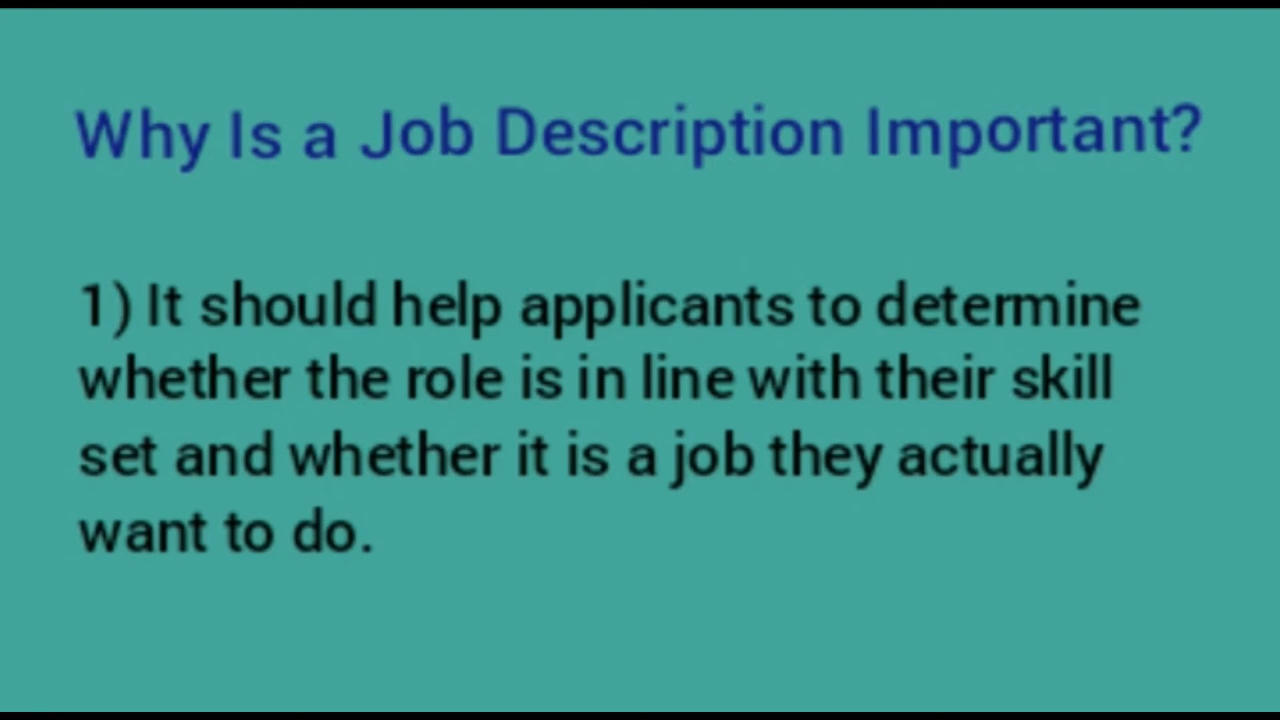 Why Is a Job Description Important?
1) It should help applicants to determine
whether the role is in line with their skill
set and whether it is a job they actually
want to do.